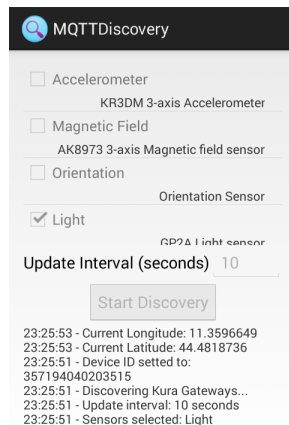 MQTTDiscovery
Accelerometer
KR3DM 3-axis Accelerometer
Magnetic Field
AK8973 3-axis Magnetic field sensor
Orientation
Orientation Sensor
Light
GP2A Light sensor
Update Interval (seconds) 10
Start Discovery
23:25:53 - Current Longitude: 11.3596649
23:25:53 - Current Latitude: 44.4818736
23:25:51 - Device ID setted to:
357194040203515
23:25:51 - Discovering Kura Gateways...
23:25:51 - Update interval: 10 seconds
23:25:51 - Sensors selected: Light